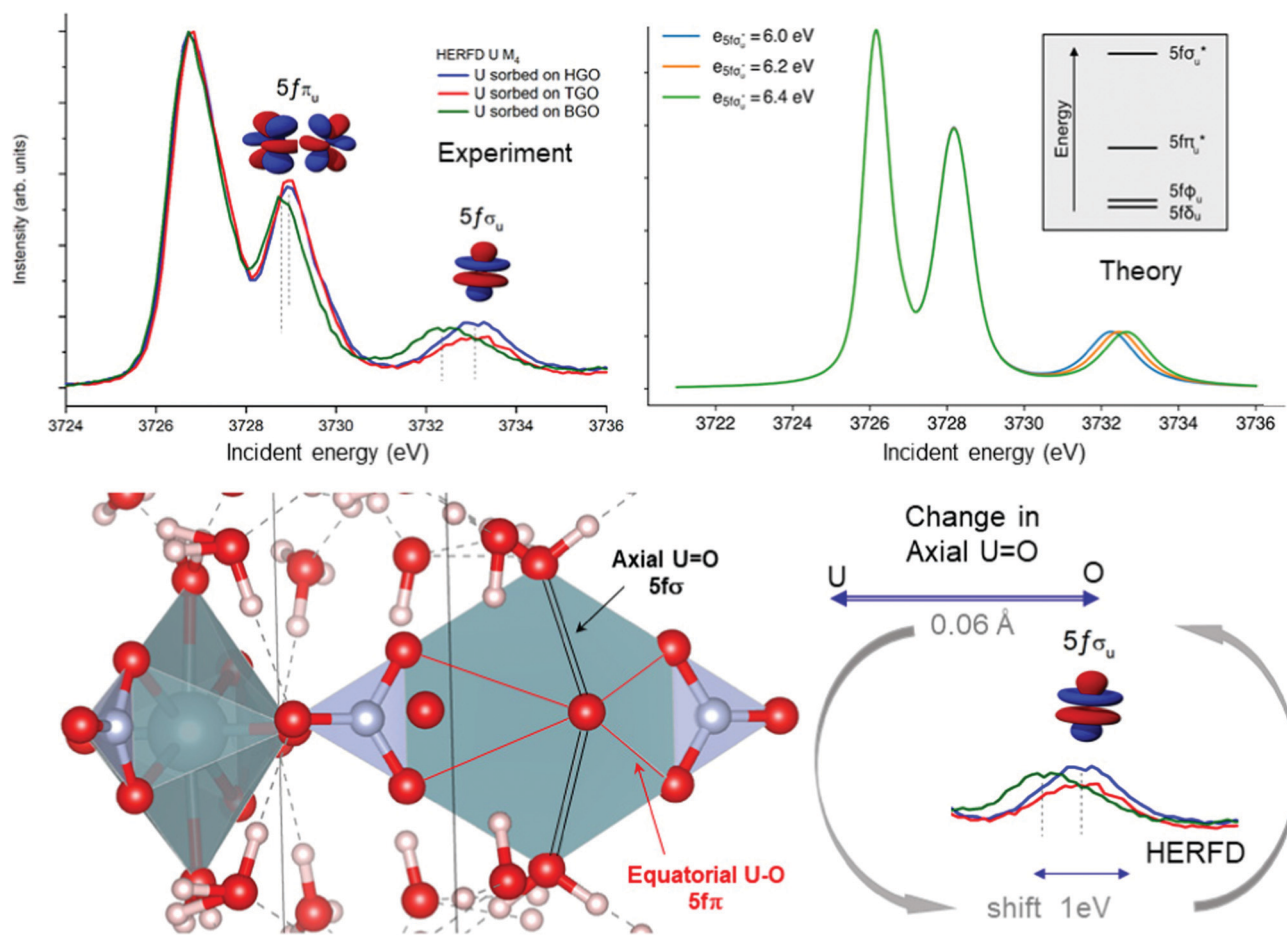 HERFD U M4
U sorbed on HGO
U sorbed on TGO
U sorbed on BGO
5fπu
Experiment
5fσu
Instensity (arb. units)
3724 3726 3728 3730 3732 3734 3736
Incident energy (eV)
e5fσu* = 6.0 eV
e5fσu* = 6.2 eV
e5fσu* = 6.4 eV
Energy
5fσu*
5fπu*
5fϕu
5fδu
Theory
3722 3724 3726 3728 3730 3732 3734 3736
Incident energy (eV)
Axial U=O
5fσ
Equatorial U-O
5fπ
Change in
Axial U=O
U O
0.06 Å
5fσu
HERFD
shift 1eV